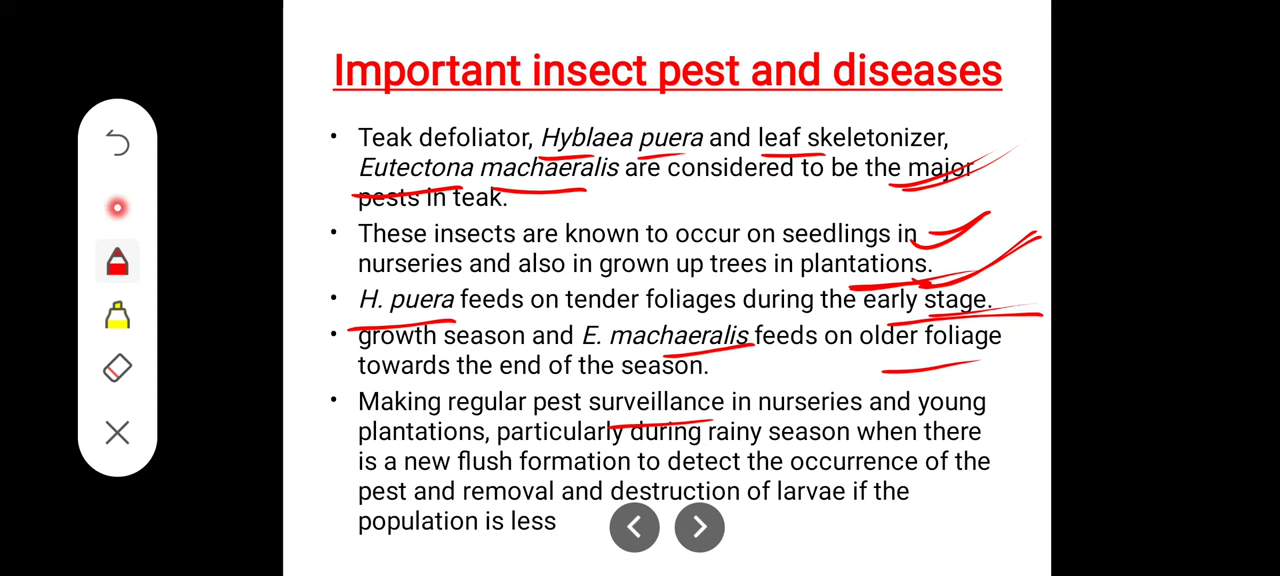 Important insect pest and diseases
• Teak defoliator, Hyblaea puera and leaf skeletonizer,
Eutectona machaeralis are considered to be the major
pests in teak.
• These insects are known to occur on seedlings in
nurseries and also in grown up trees in plantations.
• H. puera feeds on tender foliages during the early stage.
• growth season and E. machaeralis feeds on older foliage
towards the end of the season.
• Making regular pest surveillance in nurseries and young
plantations, particularly during rainy season when there
is a new flush formation to detect the occurrence of the
pest and removal and destruction of larvae if the
population is less